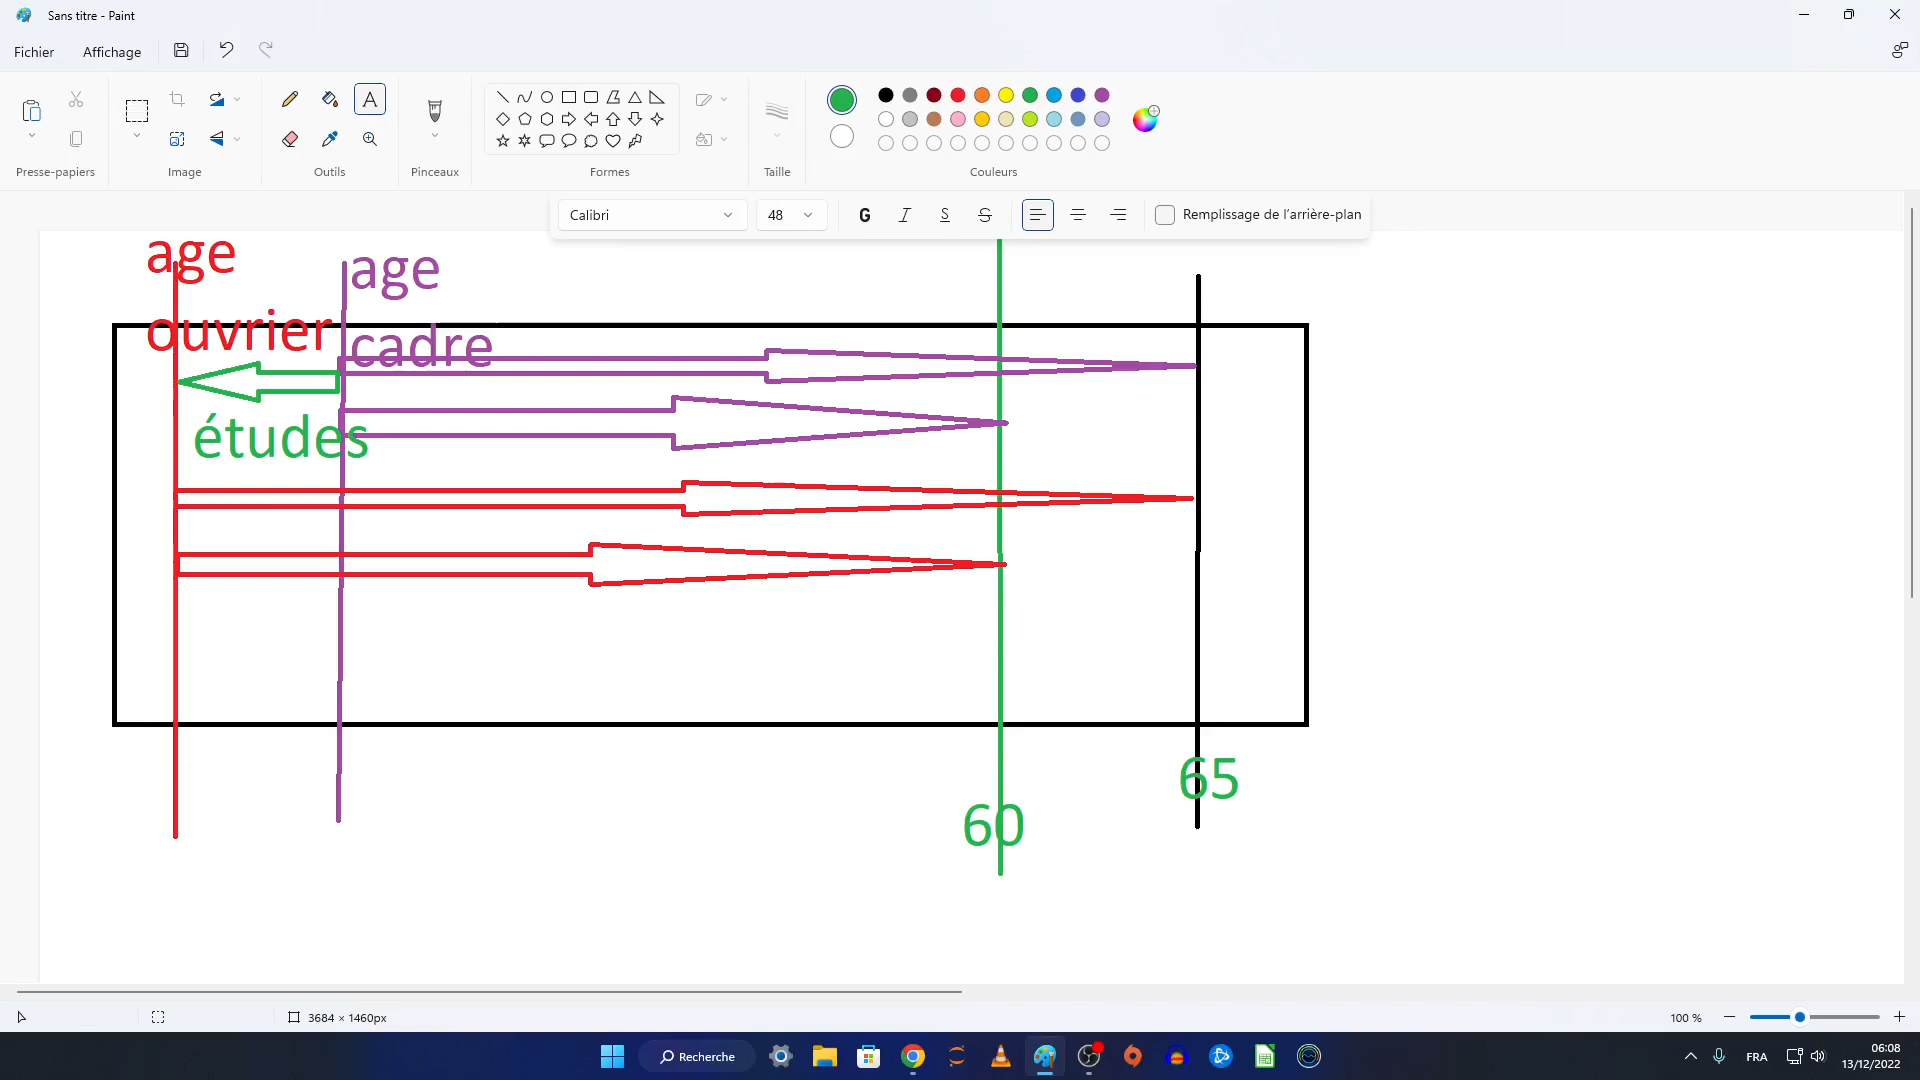 Sans titre - Paint
Fichier Affichage
Presse-papiers Image Outils Pinceaux Formes Taille Couleurs
Calibri 48 G I S S Remplissage de l'arrière-plan
age
ouvrier
age
cadre
études
60
65
3684 × 1460px 100 %
Recherche FRA 06:08
13/12/2022